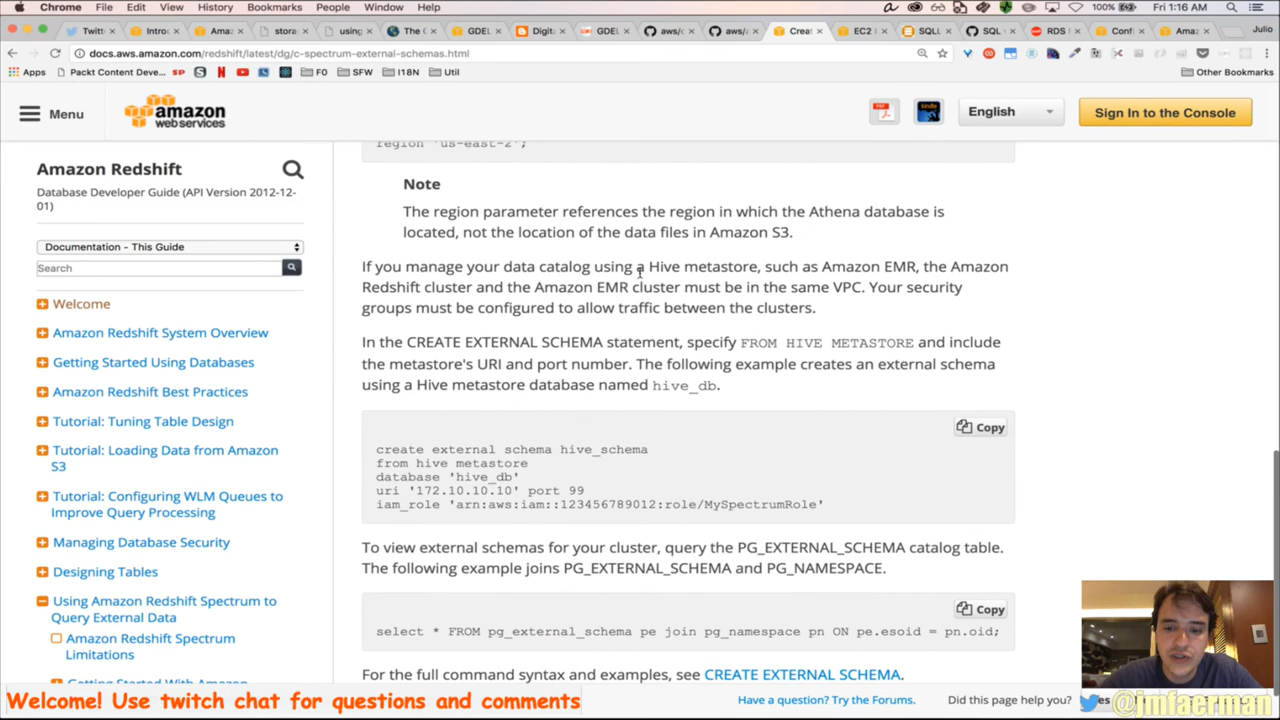 Chrome File Edit View History Bookmarks People Window Help 100% Fri 1:16 AM
Twitt Intro Ama stora using The C GDEL Digita GDEL aws/c aws/a Creat EC2 I SQLL SQL RDS Confi Amaz Julio
docs.aws.amazon.com/redshift/latest/dg/c-spectrum-external-schemas.html
Apps Packt Content Deve... F0 SFW I18N Util Other Bookmarks
Menu
amazon
web services
English
Sign In to the Console
Amazon Redshift
Database Developer Guide (API Version 2012-12-
01)
Documentation - This Guide
Search
Welcome
Amazon Redshift System Overview
Getting Started Using Databases
Amazon Redshift Best Practices
Tutorial: Tuning Table Design
Tutorial: Loading Data from Amazon
S3
Tutorial: Configuring WLM Queues to
Improve Query Processing
Managing Database Security
Designing Tables
Using Amazon Redshift Spectrum to
Query External Data
Amazon Redshift Spectrum
Limitations
Getting Started With Amazon
region 'us-east-2';
Note
The region parameter references the region in which the Athena database is
located, not the location of the data files in Amazon S3.
If you manage your data catalog using a Hive metastore, such as Amazon EMR, the Amazon
Redshift cluster and the Amazon EMR cluster must be in the same VPC. Your security
groups must be configured to allow traffic between the clusters.
In the CREATE EXTERNAL SCHEMA statement, specify FROM HIVE METASTORE and include
the metastore's URI and port number. The following example creates an external schema
using a Hive metastore database named hive_db.
Copy
create external schema hive_schema
from hive metastore
database 'hive_db'
uri '172.10.10.10' port 99
iam_role 'arn:aws:iam::123456789012:role/MySpectrumRole'
To view external schemas for your cluster, query the PG_EXTERNAL_SCHEMA catalog table.
The following example joins PG_EXTERNAL_SCHEMA and PG_NAMESPACE.
Copy
select * FROM pg_external_schema pe join pg_namespace pn ON pe.esoid = pn.oid;
For the full command syntax and examples, see CREATE EXTERNAL SCHEMA.
Have a question? Try the Forums. Did this page help you?
Welcome! Use twitch chat for questions and comments
@jmfaerman